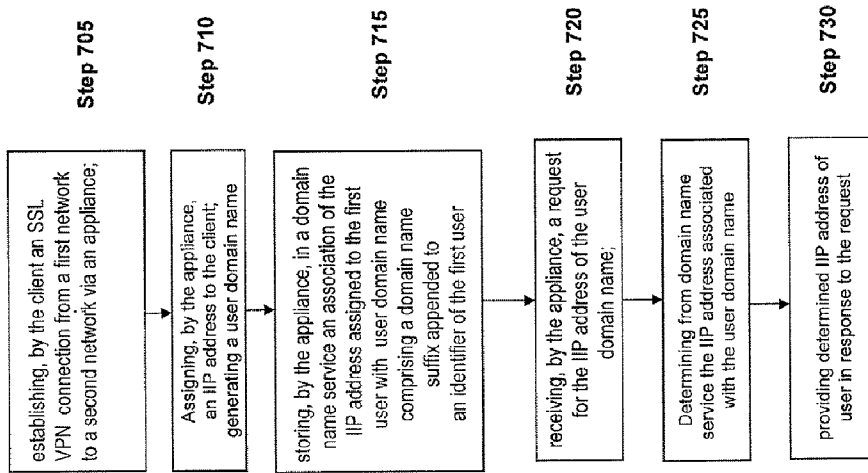 establishing, by the client an SSL
VPN connection from a first network
to a second network via an appliance;
Step 705
Assigning, by the appliance,
an IIP address to the client;
generating a user domain name
Step 710
storing, by the appliance, in a domain
name service an association of the
IIP address assigned to the first
user with user domain name
comprising a domain name
suffix appended to
an identifier of the first user
Step 715
receiving, by the appliance, a request
for the IIP address of the user
domain name;
Step 720
Determining from domain name
service the IIP address associated
with the user domain name
Step 725
providing determined IIP address of
user in response to the request
Step 730